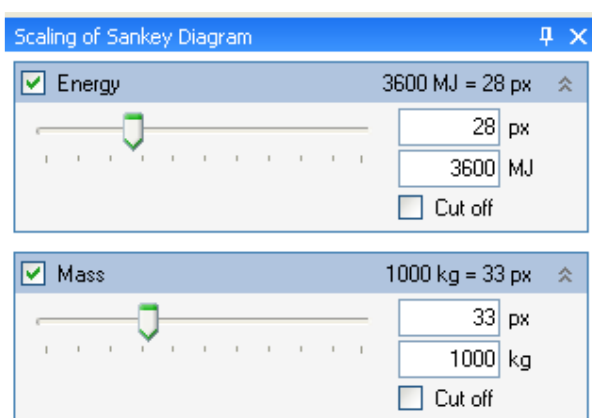 Scaling of Sankey Diagram
Energy 3600 MJ = 28 px
28 px
3600 MJ
Cut off
Mass 1000 kg = 33 px
33 px
1000 kg
Cut off